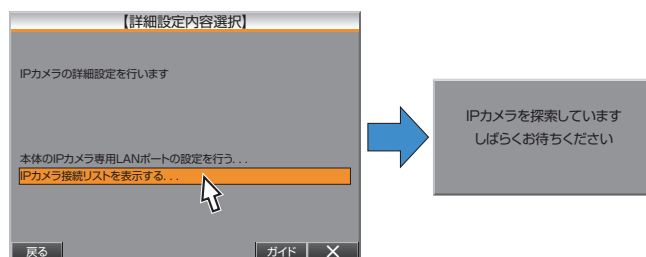 【詳細設定内容選択】
IPカメラの詳細設定を行います
本体のIPカメラ専用LANポートの設定を行う...
IPカメラ接続リストを表示する...
戻る
ガイド
IPカメラを探索しています
しばらくお待ちください